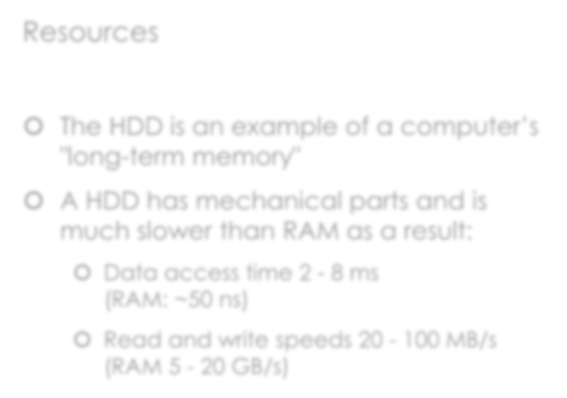 Resources
The HDD is an example of a computer's
"long-term memory"
A HDD has mechanical parts and is
much slower than RAM as a result:
Data access time 2 - 8 ms
(RAM: ~50 ns)
Read and write speeds 20 - 100 MB/s
(RAM 5 - 20 GB/s)